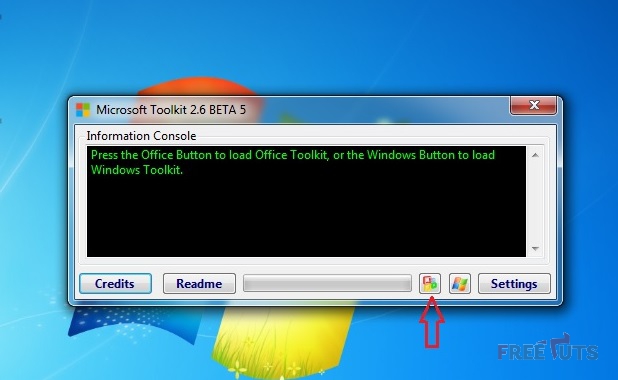 Microsoft Toolkit 2.6 BETA 5
Information Console
Press the Office Button to load Office Toolkit, or the Windows Button to load
Windows Toolkit.
Credits
Readme
Settings
FREETUTS